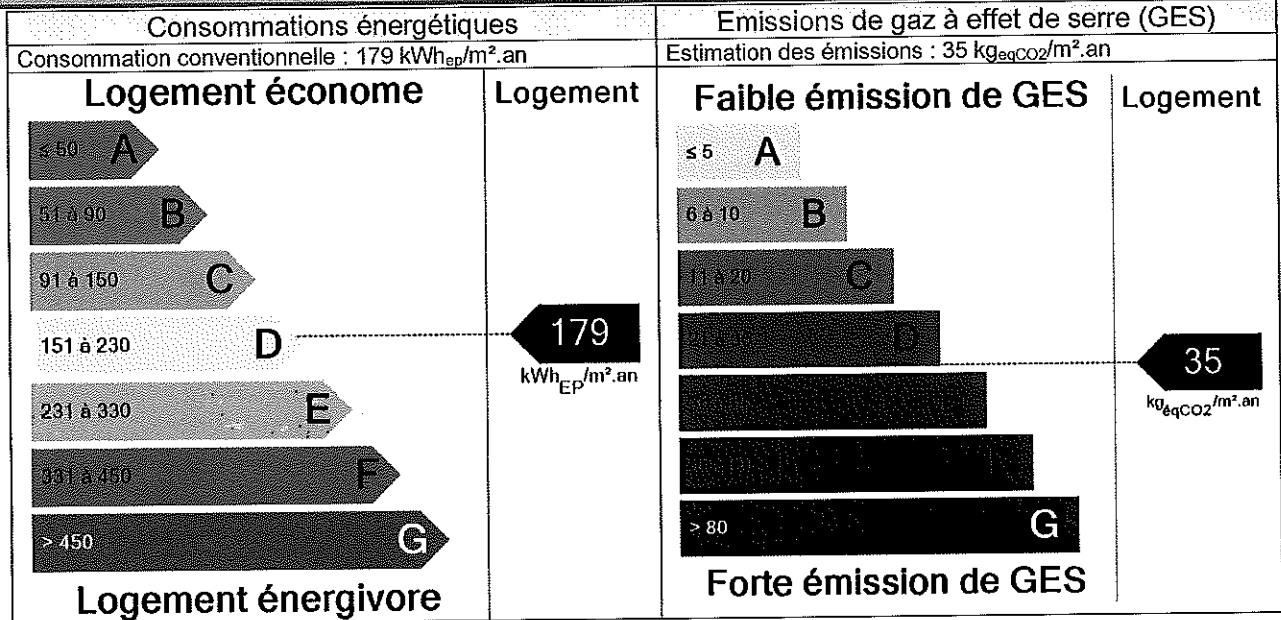 Consommations énergétiques
Consommation conventionnelle : 179 kWhep/m².an
Logement économe
Logement
≤ 50 A
51 à 90 B
91 à 150 C
151 à 230 D
231 à 330 E
331 à 450 F
> 450 G
179
kWhEP/m².an
Logement énergivore
Emissions de gaz à effet de serre (GES)
Estimation des émissions : 35 kgeqCO2/m².an
Faible émission de GES
Logement
≤ 5 A
6 à 10 B
11 à 20 C
D
> 80 G
35
kgéqCO2/m².an
Forte émission de GES